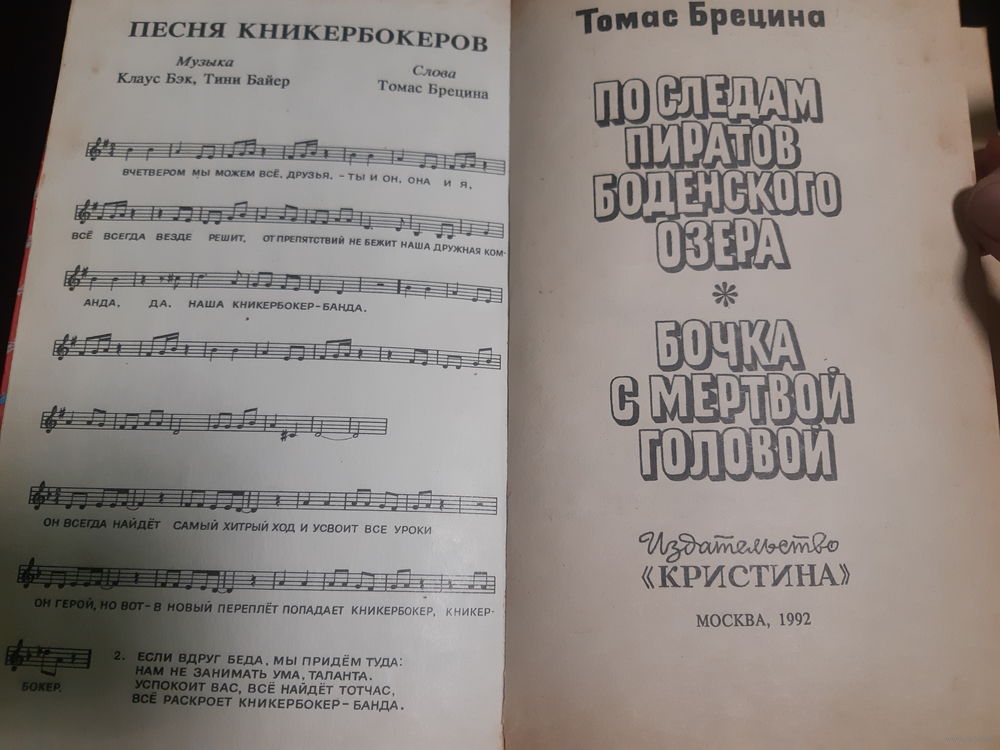 ПЕСНЯ КНИКЕРБОКЕРОВ
Музыка
Клаус Бэк, Тини Байер
Слова
Томас Брецина
ВЧЕТВЕРОМ МЫ МОЖЕМ ВСЁ, ДРУЗЬЯ, – ТЫ И ОН, ОНА И Я,
ВСЁ ВСЕГДА ВЕЗДЕ РЕШИТ, ОТ ПРЕПЯТСТВИЙ НЕ БЕЖИТ НАША ДРУЖНАЯ КОМ-
АНДА, ДА, НАША КНИКЕРБОКЕР-БАНДА.
ОН ВСЕГДА НАЙДЁТ САМЫЙ ХИТРЫЙ ХОД И УСВОИТ ВСЕ УРОКИ
ОН ГЕРОЙ, НО ВОТ – В НОВЫЙ ПЕРЕПЛЁТ ПОПАДАЕТ КНИКЕРБОКЕР, КНИКЕР-
БОКЕР.
2. ЕСЛИ ВДРУГ БЕДА, МЫ ПРИДЁМ ТУДА:
НАМ НЕ ЗАНИМАТЬ УМА, ТАЛАНТА.
УСПОКОИТ ВАС, ВСЁ НАЙДЁТ ТОТЧАС,
ВСЁ РАСКРОЕТ КНИКЕРБОКЕР – БАНДА.
Томас Брецина
ПО СЛЕДАМ
ПИРАТОВ
БОДЕНСКОГО
ОЗЕРА
*
БОЧКА
С МЕРТВОЙ
ГОЛОВОЙ
Издательство
«КРИСТИНА»
МОСКВА, 1992